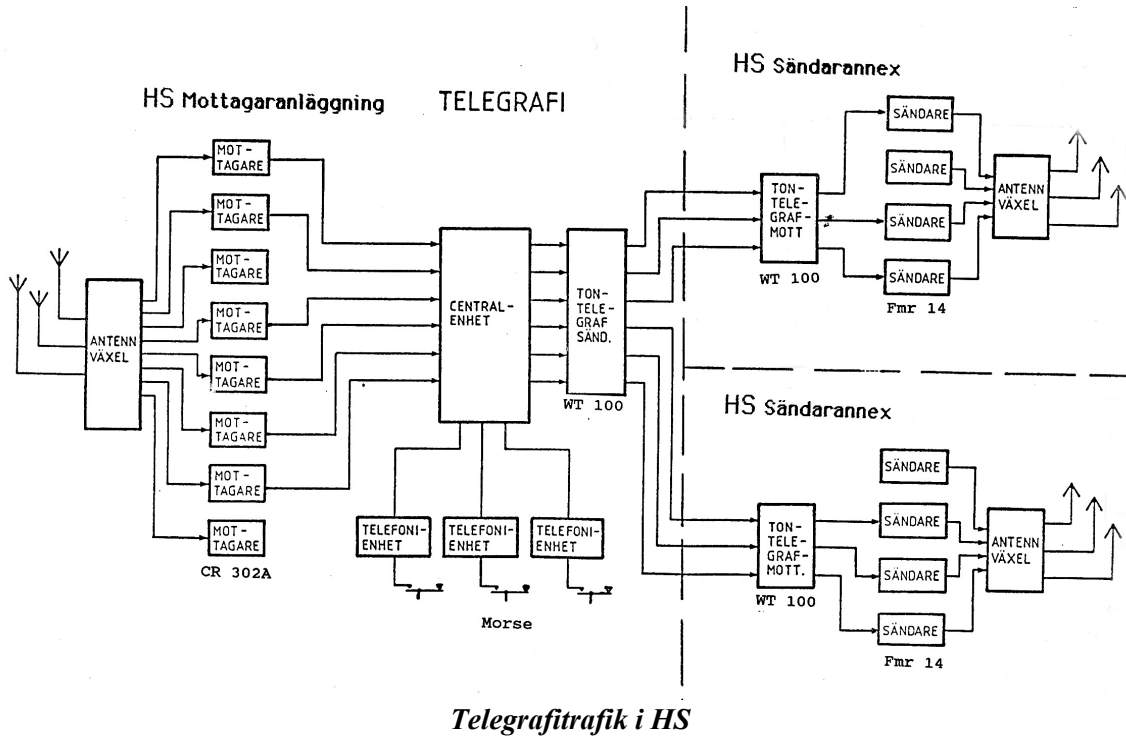 HS Mottagaranläggning
TELEGRAFI
HS Sändarannex
MOT-
TAGARE
MOT-
TAGARE
MOT-
TAGARE
MOT-
TAGARE
MOT-
TAGARE
MOT-
TAGARE
MOT-
TAGARE
MOT-
TAGARE
CR 302A
ANTENN
VÄXEL
CENTRAL-
ENHET
TON-
TELE-
GRAF
SÄND.
WT 100
TELEFONI-
ENHET
TELEFONI-
ENHET
TELEFONI-
ENHET
Morse
TON-
TELE-
GRAF-
MOTT
WT 100
SÄNDARE
SÄNDARE
SÄNDARE
SÄNDARE
Fmr 14
ANTENN
VÄXEL
HS Sändarannex
TON-
TELE-
GRAF-
MOTT.
WT 100
SÄNDARE
SÄNDARE
SÄNDARE
SÄNDARE
Fmr 14
ANTENN
VÄXEL
Telegrafitrafik i HS